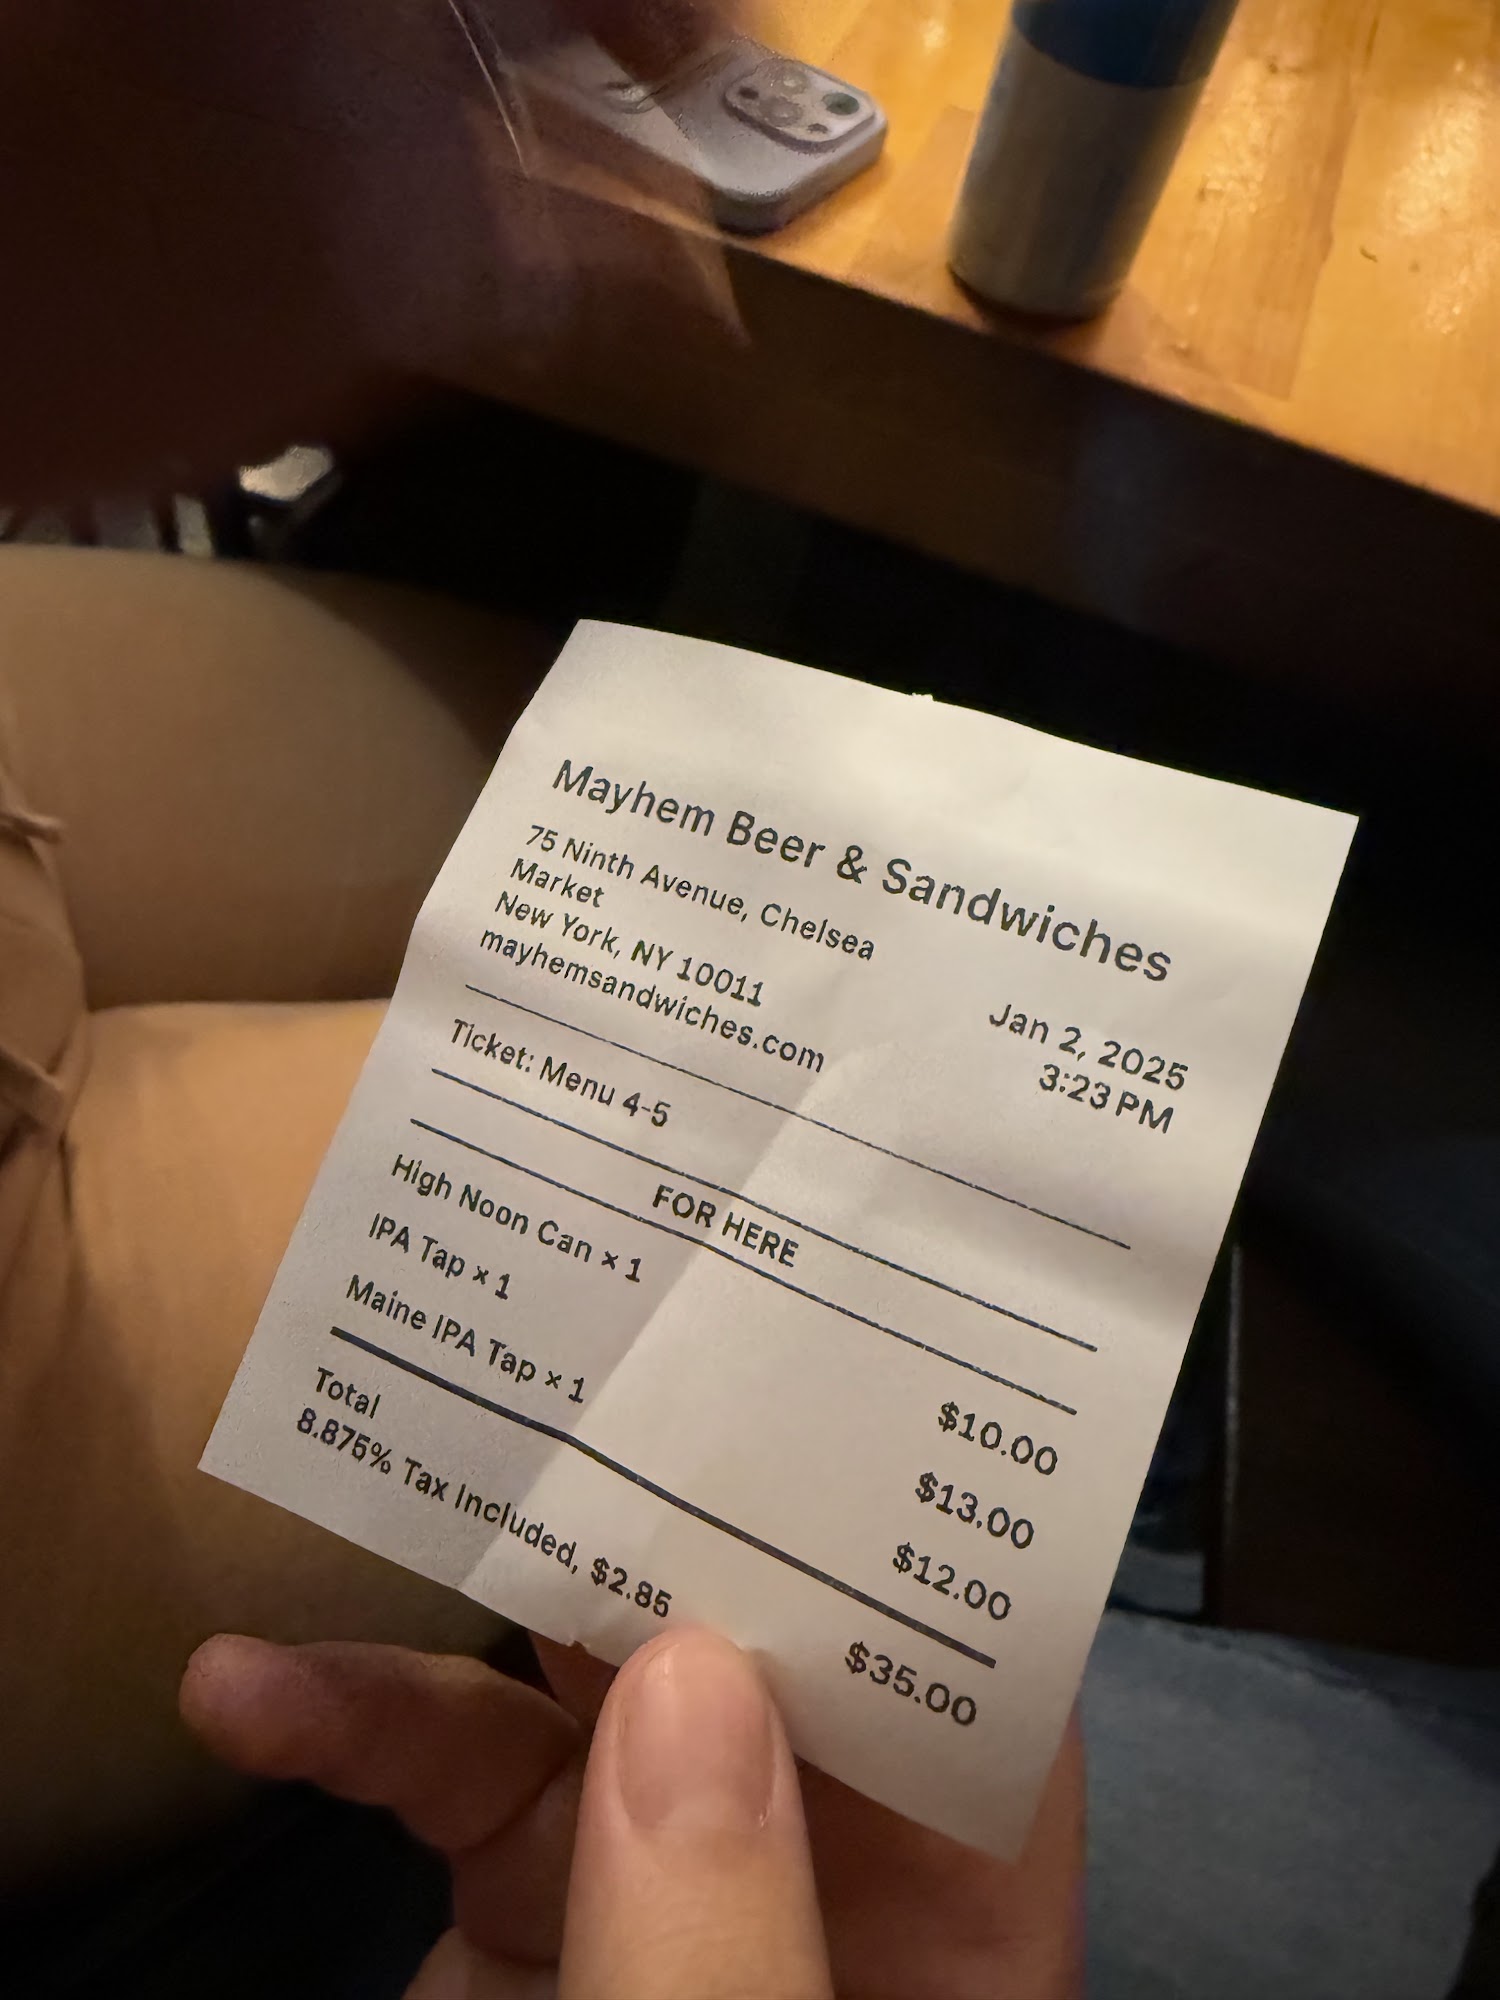 Mayhem Beer & Sandwiches
75 Ninth Avenue, Chelsea
Market
New York, NY 10011
mayhemsandwiches.com
Jan 2, 2025
3:23 PM
Ticket: Menu 4-5
FOR HERE
High Noon Can × 1 $10.00
IPA Tap × 1 $13.00
Maine IPA Tap × 1 $12.00
Total $35.00
8.875% Tax Included, $2.85